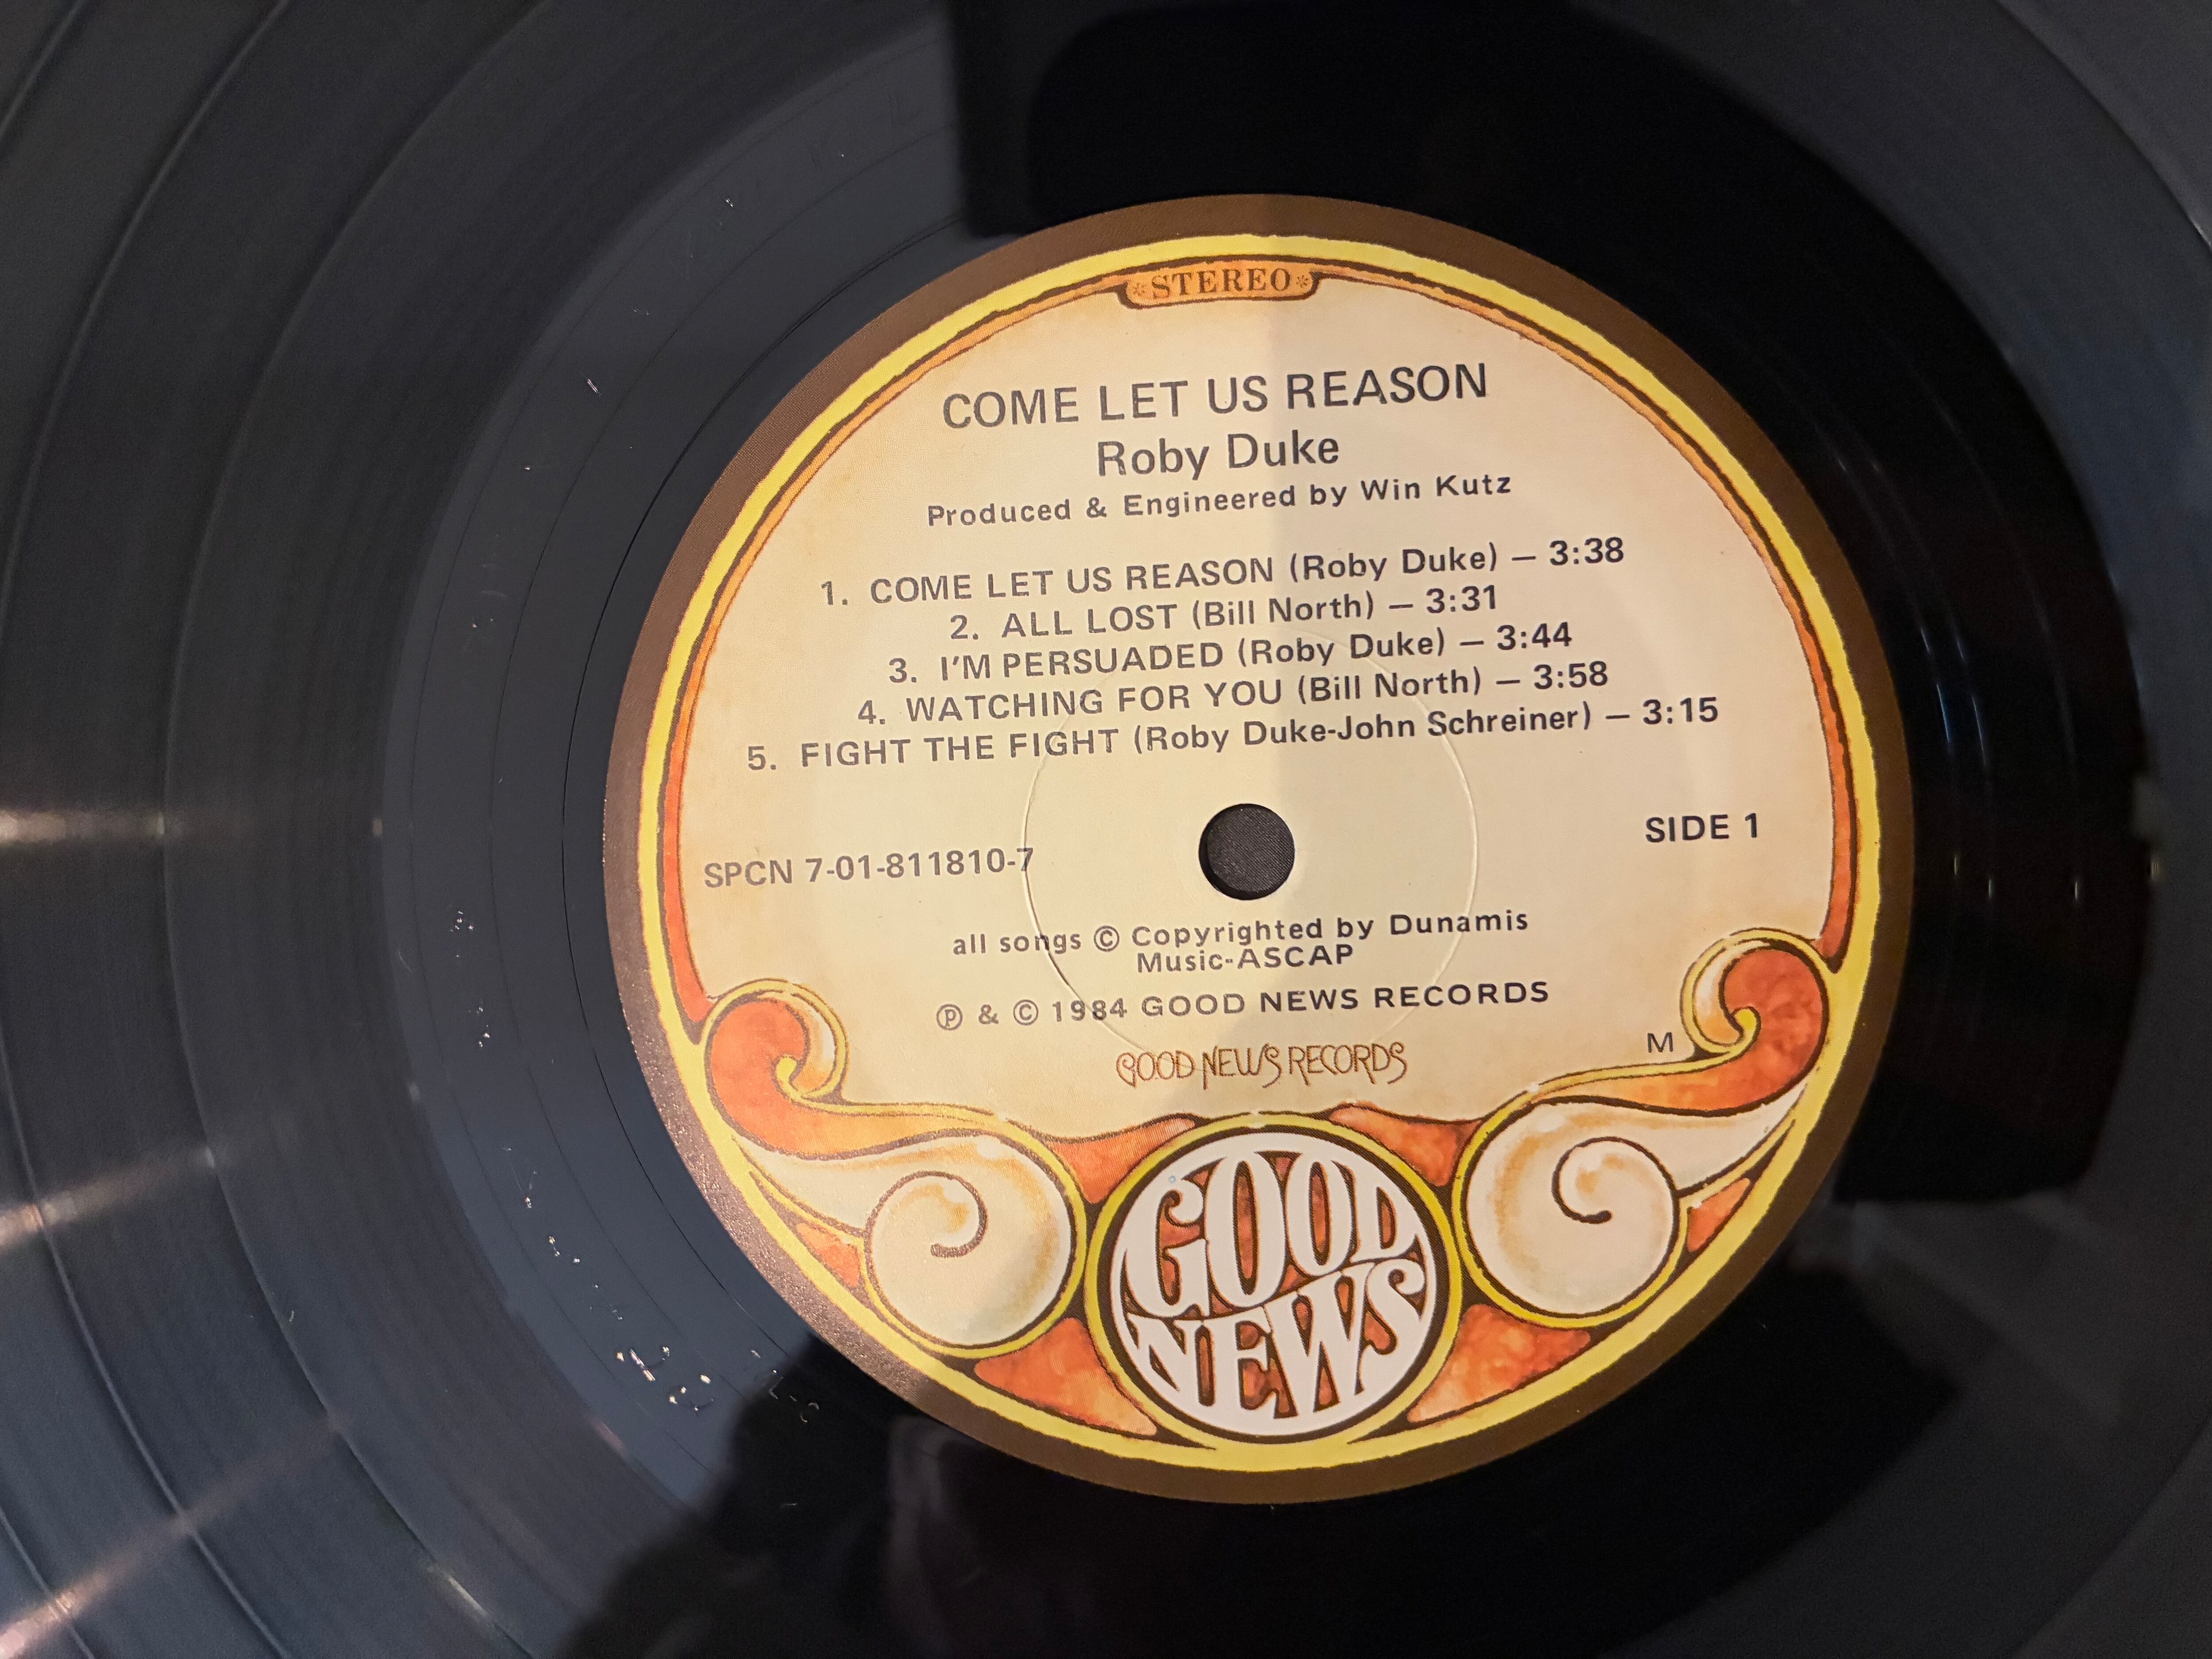 STEREO
COME LET US REASON
Roby Duke
Produced & Engineered by Win Kutz
1. COME LET US REASON (Roby Duke) — 3:38
2. ALL LOST (Bill North) — 3:31
3. I'M PERSUADED (Roby Duke) — 3:44
4. WATCHING FOR YOU (Bill North) — 3:58
5. FIGHT THE FIGHT (Roby Duke-John Schreiner) — 3:15
SIDE 1
SPCN 7-01-811810-7
all songs © Copyrighted by Dunamis
Music-ASCAP
℗ & © 1984 GOOD NEWS RECORDS
M
GOOD NEWS RECORDS
GOOD
NEWS